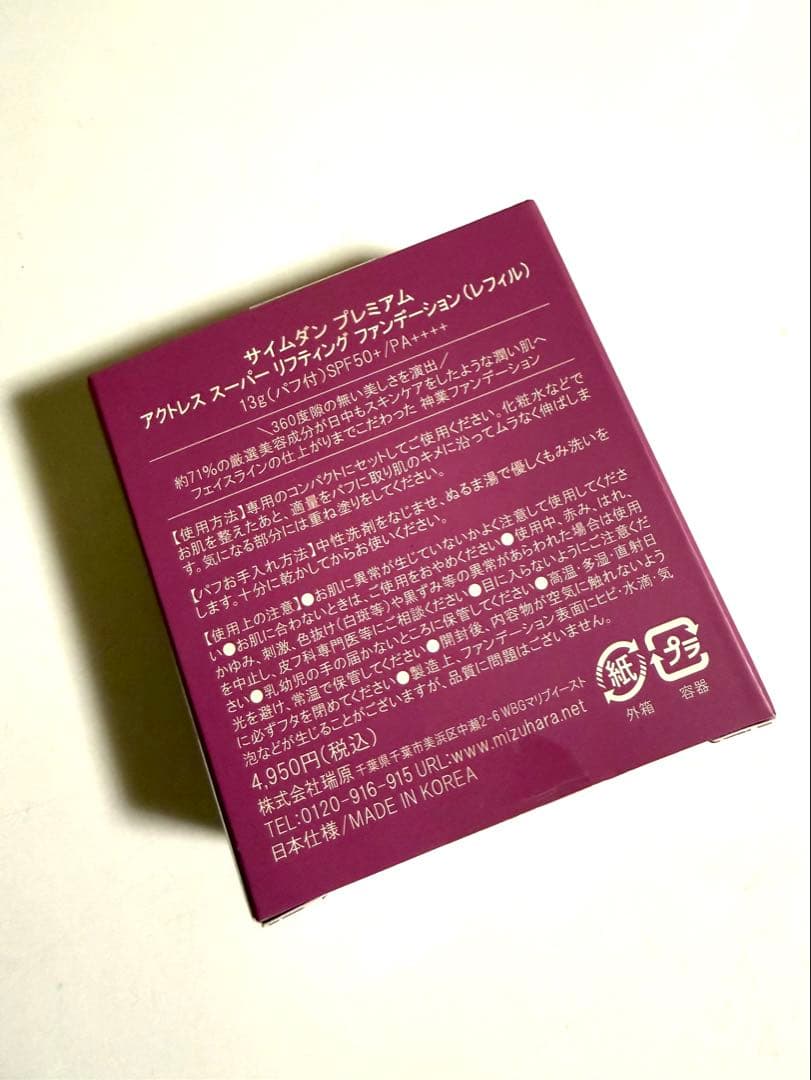 サイムダン プレミアム
アクトレス スーパー リフティング ファンデーション(レフィル)
13g(パフ付)SPF50+/PA++++
\360度隙の無い美しさを演出/
約71%の厳選美容成分が日中もスキンケアをしたような潤い肌へ
フェイスラインの仕上がりまでこだわった 神業ファンデーション
【使用方法】専用のコンパクトにセットしてご使用ください。化粧水などで
お肌を整えたあと、適量をパフに取り肌のキメに沿ってムラなく伸ばしま
す。気になる部分には重ね塗りをしてください。
【パフお手入れ方法】中性洗剤をなじませ、ぬるま湯で優しくもみ洗いを
します。十分に乾かしてからお使いください。
【使用上の注意】●お肌に異常が生じていないかよく注意して使用してくださ
い●お肌に合わないときは、ご使用をおやめください●使用中、赤み、はれ、
かゆみ、刺激、色抜け(白斑等)や黒ずみ等の異常があらわれた場合は使用
を中止し、皮フ科専門医等にご相談ください●目に入らないようにご注意くだ
さい●乳幼児の手の届かないところに保管してください●高温・多湿・直射日
光を避け、常温で保管してください●開封後、内容物が空気に触れないよう
に必ずフタを閉めてください●製造上、ファンデーション表面にヒビ・水滴・気
泡などが生じることがございますが、品質に問題はございません。
4,950円(税込)
株式会社瑞原 千葉県千葉市美浜区中瀬2-6 WBGマリブイースト
TEL:0120-916-915 URL:www.mizuhara.net
日本仕様/MADE IN KOREA
紙 プラ
外箱 容器